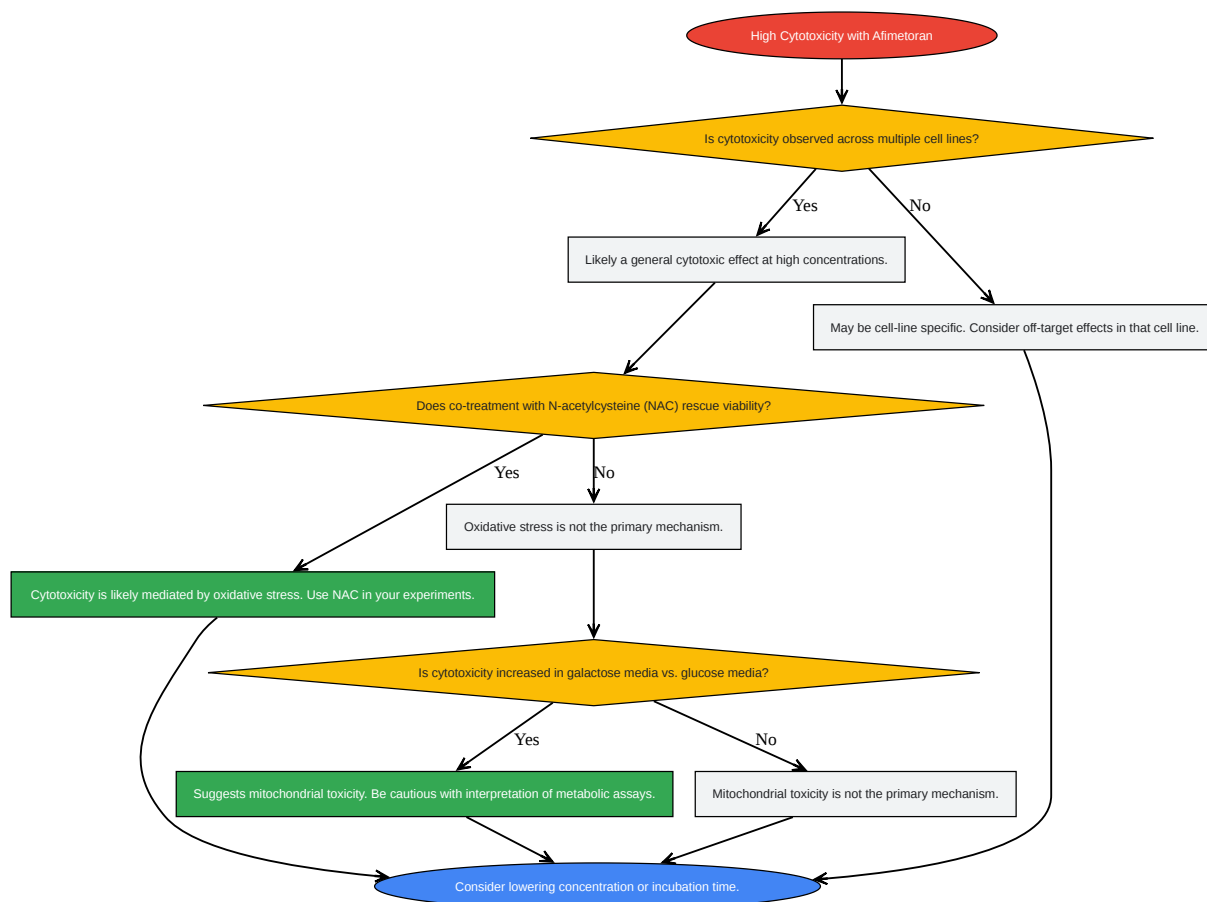 High Cytotoxicity with Afimetoran
Is cytotoxicity observed across multiple cell lines?
Yes
No
Likely a general cytotoxic effect at high concentrations.
May be cell-line specific. Consider off-target effects in that cell line.
Does co-treatment with N-acetylcysteine (NAC) rescue viability?
Yes
No
Oxidative stress is not the primary mechanism.
Cytotoxicity is likely mediated by oxidative stress. Use NAC in your experiments.
Is cytotoxicity increased in galactose media vs. glucose media?
Yes
No
Suggests mitochondrial toxicity. Be cautious with interpretation of metabolic assays.
Mitochondrial toxicity is not the primary mechanism.
Consider lowering concentration or incubation time.